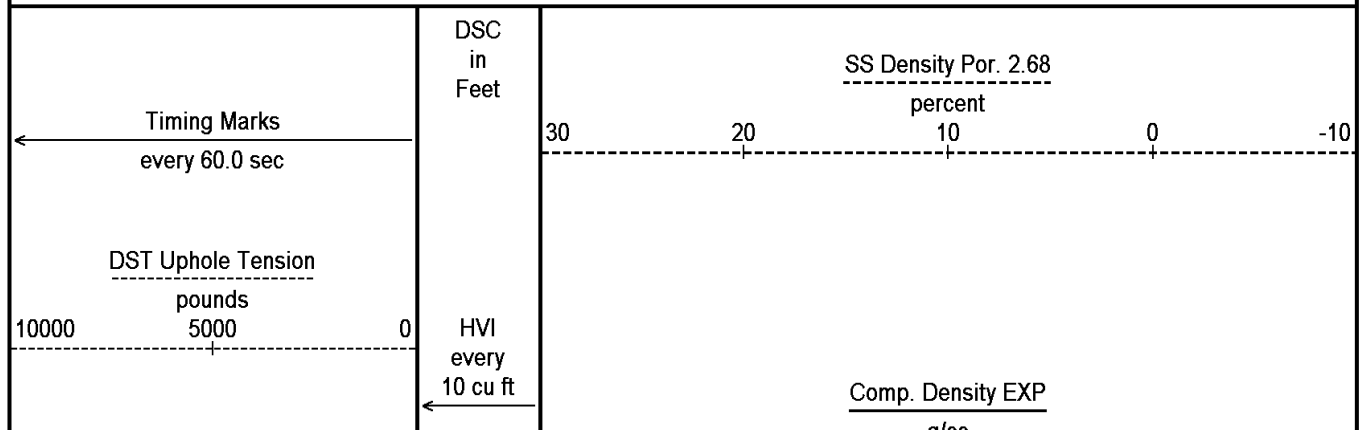 Timing Marks
every 60.0 sec
DST Uphole Tension
pounds
10000 5000 0
DSC
in
Feet
HVI
every
10 cu ft
SS Density Por. 2.68
percent
30 20 10 0 -10
Comp. Density EXP